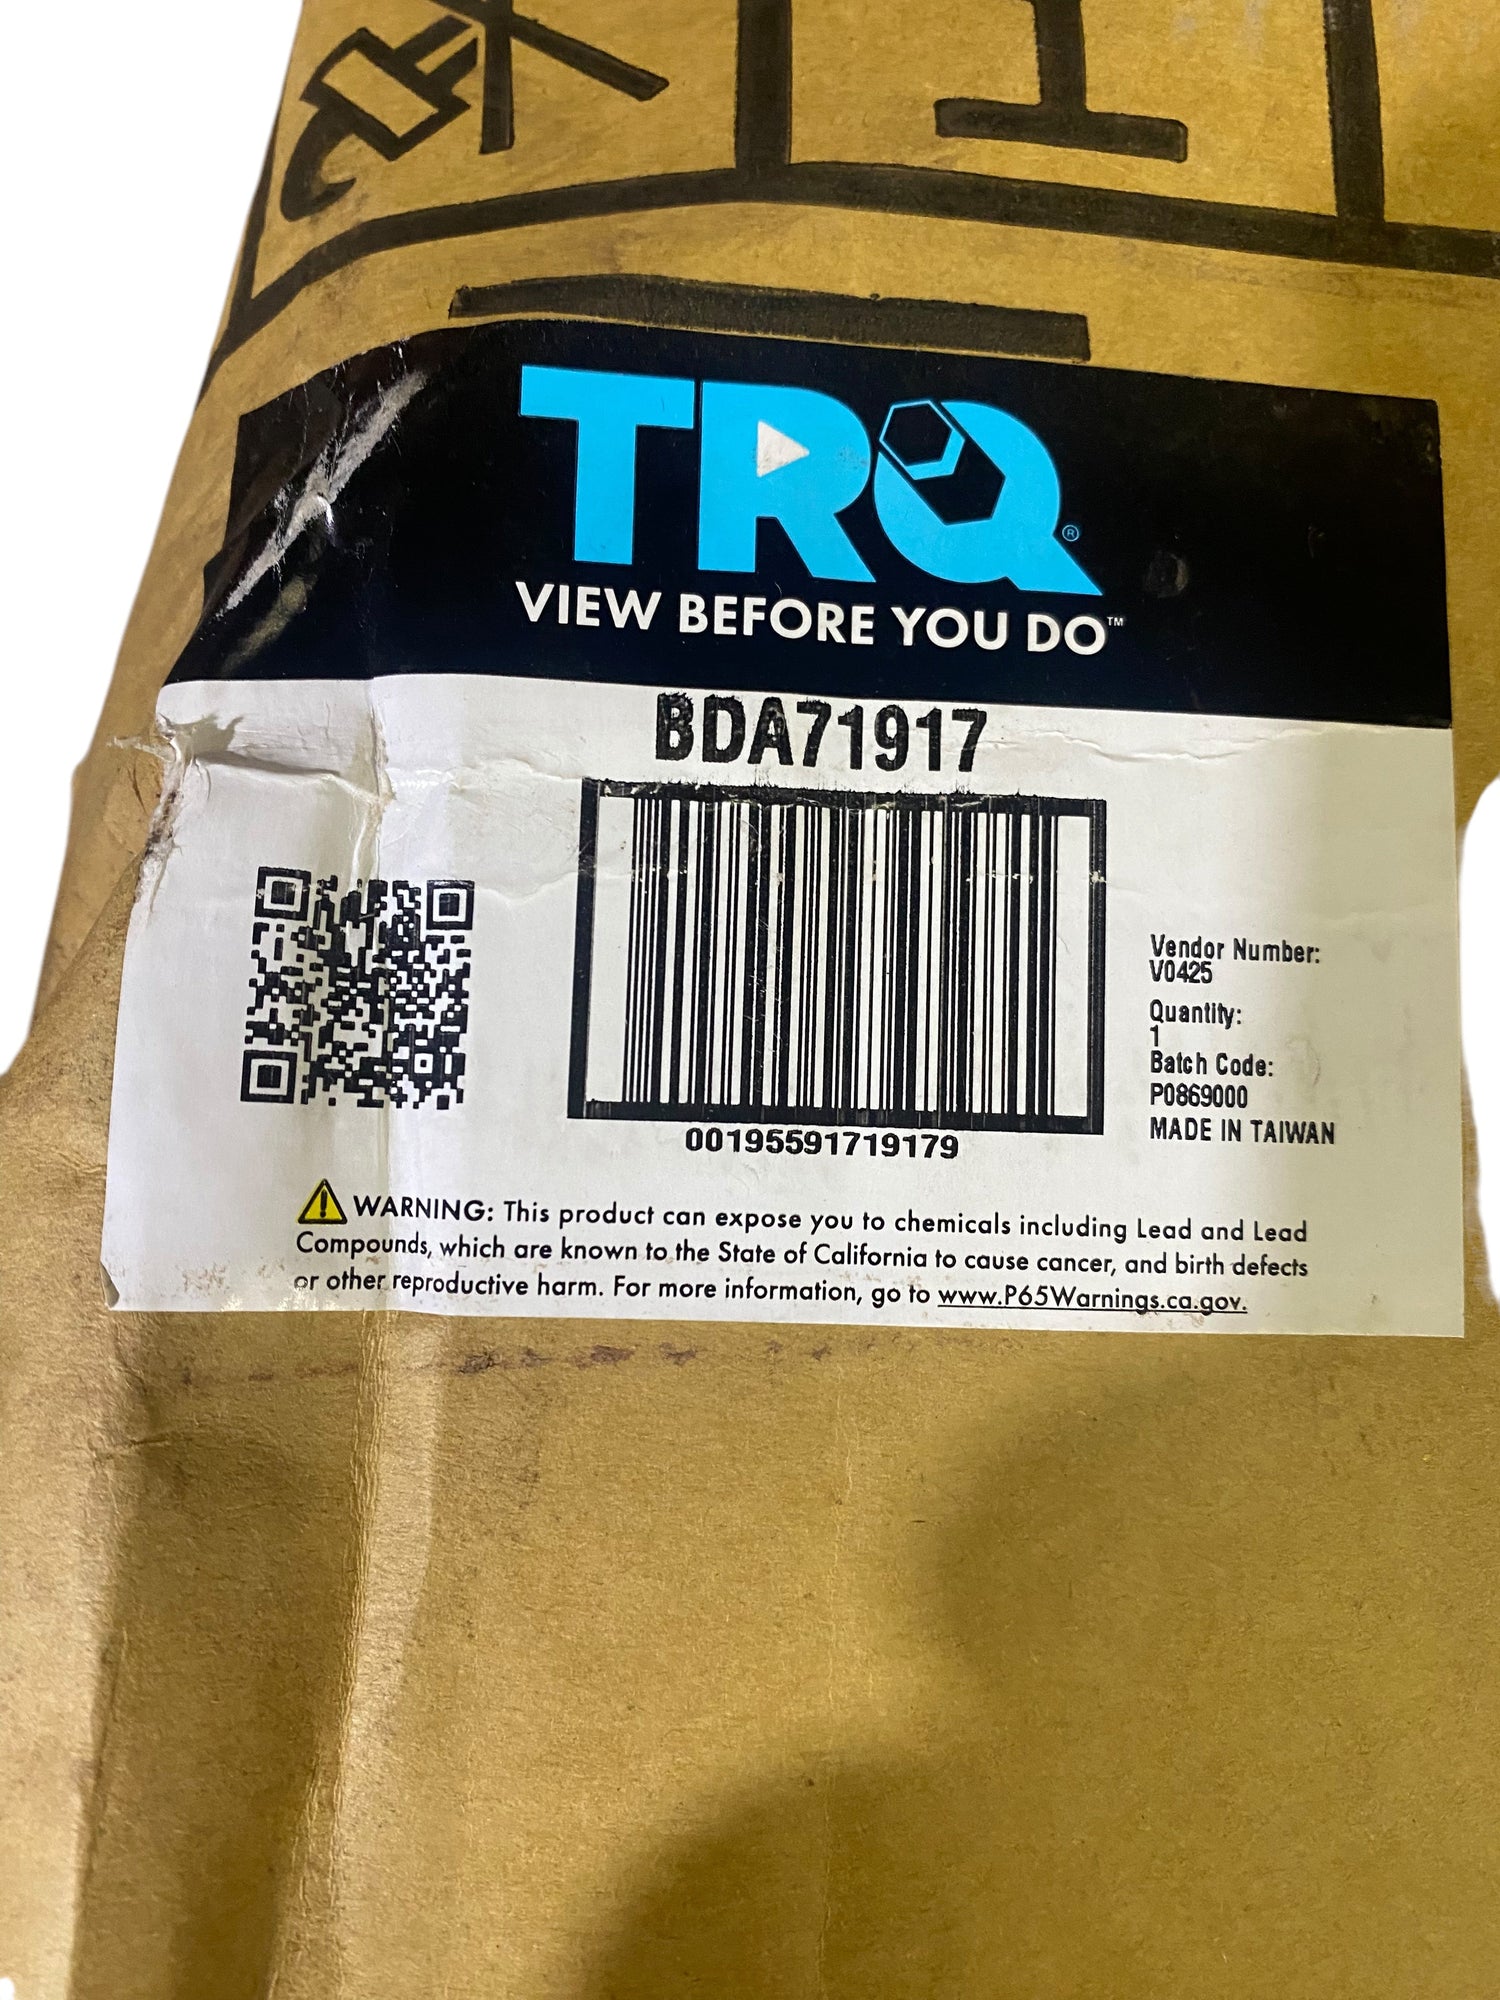 TRQ®
VIEW BEFORE YOU DO™
BDA71917
Vendor Number:
V0425
Quantity:
1
Batch Code:
P0869000
MADE IN TAIWAN
00195591719179
WARNING: This product can expose you to chemicals including Lead and Lead
Compounds, which are known to the State of California to cause cancer, and birth defects
or other reproductive harm. For more information, go to www.P65Warnings.ca.gov.